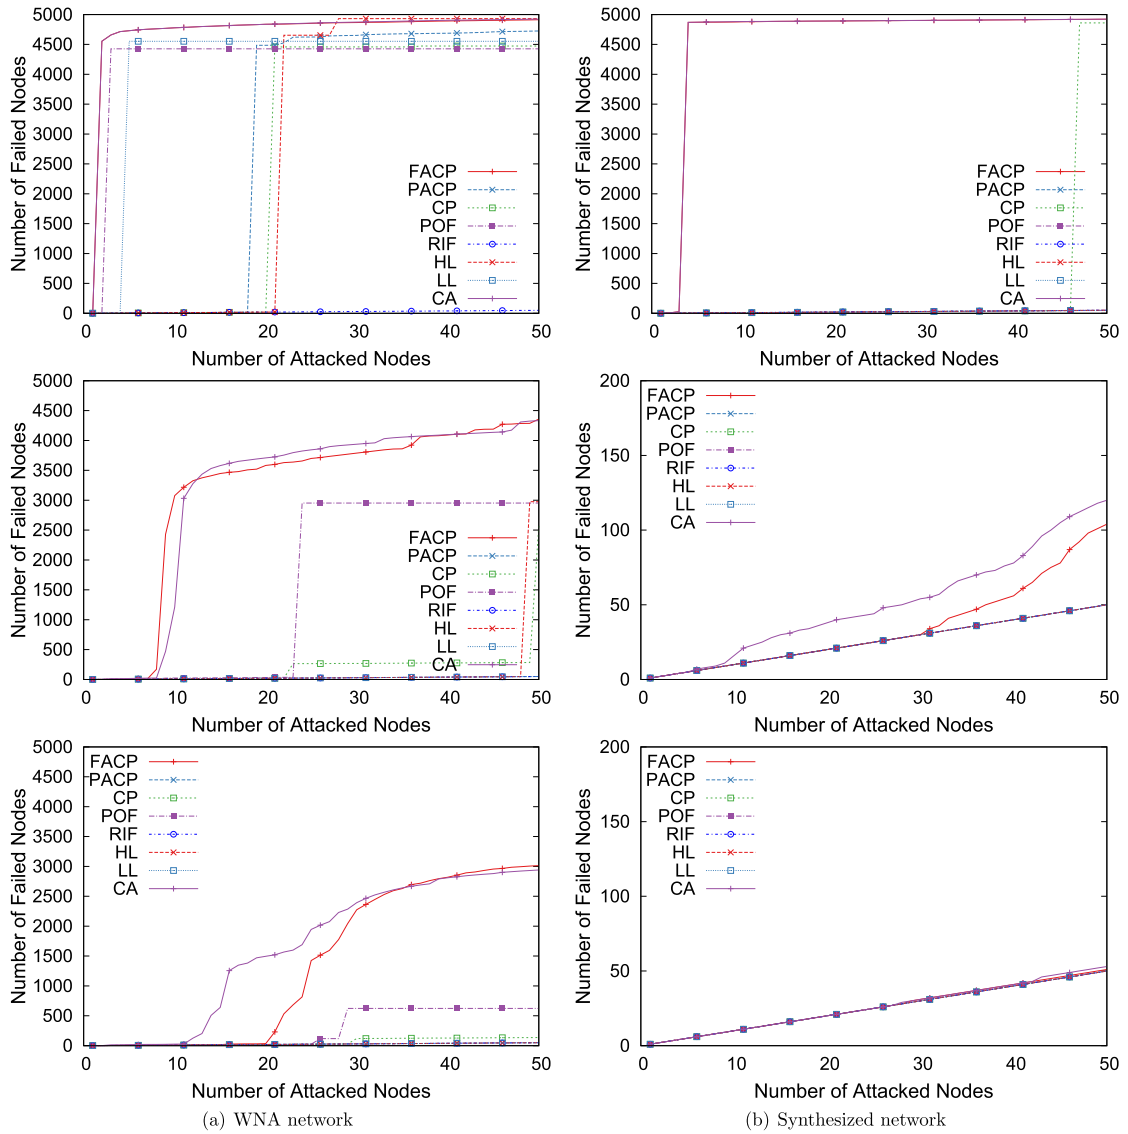 5000
4500
4000
3500
3000
2500
2000
1500
1000
500
0
Number of Failed Nodes
FACP
PACP
CP
POF
RIF
HL
LL
CA
0 10 20 30 40 50
Number of Attacked Nodes
5000
4500
4000
3500
3000
2500
2000
1500
1000
500
0
Number of Failed Nodes
FACP
PACP
CP
POF
RIF
HL
LL
CA
0 10 20 30 40 50
Number of Attacked Nodes
5000
4500
4000
3500
3000
2500
2000
1500
1000
500
0
Number of Failed Nodes
FACP
PACP
CP
POF
RIF
HL
LL
CA
0 10 20 30 40 50
Number of Attacked Nodes
200
150
100
50
0
Number of Failed Nodes
FACP
PACP
CP
POF
RIF
HL
LL
CA
0 10 20 30 40 50
Number of Attacked Nodes
5000
4500
4000
3500
3000
2500
2000
1500
1000
500
0
Number of Failed Nodes
FACP
PACP
CP
POF
RIF
HL
LL
CA
0 10 20 30 40 50
Number of Attacked Nodes
200
150
100
50
0
Number of Failed Nodes
FACP
PACP
CP
POF
RIF
HL
LL
CA
0 10 20 30 40 50
Number of Attacked Nodes
(a) WNA network
(b) Synthesized network